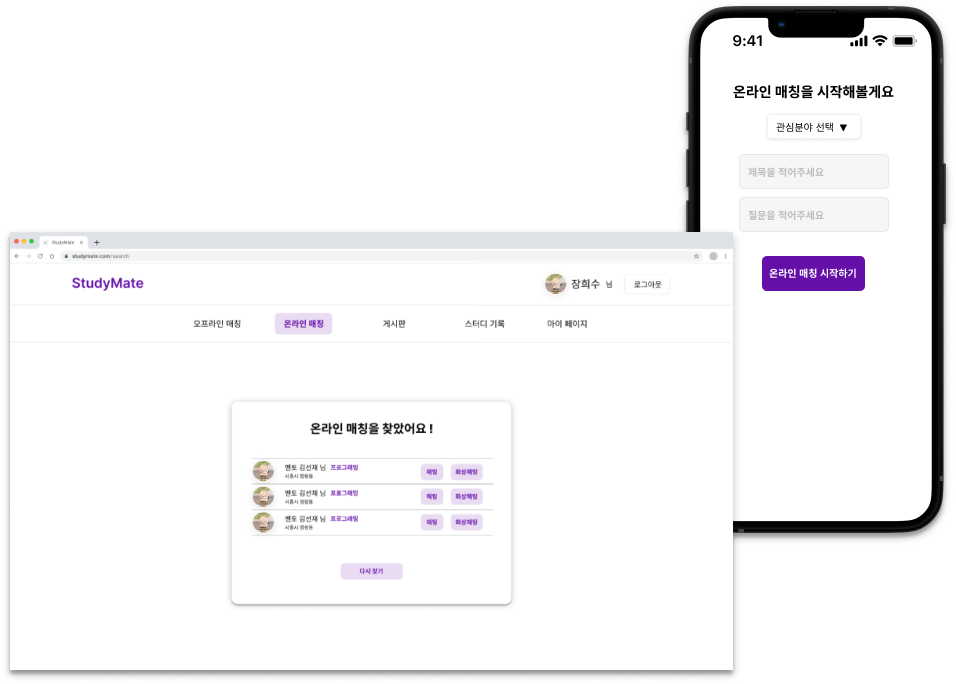 9:41
온라인 매칭을 시작해볼게요
관심분야 선택 ▼
제목을 적어주세요
질문을 적어주세요
온라인 매칭 시작하기
StudyMate
studymate.com/search
StudyMate
장희수 님
로그아웃
오프라인 매칭
온라인 매칭
게시판
스터디 기록
마이 페이지
온라인 매칭을 찾았어요 !
멘토 김선재 님 프로그래밍
채팅
화상채팅
시흥시 정왕동
멘토 김선재 님 프로그래밍
채팅
화상채팅
시흥시 정왕동
멘토 김선재 님 프로그래밍
채팅
화상채팅
시흥시 정왕동
다시 찾기